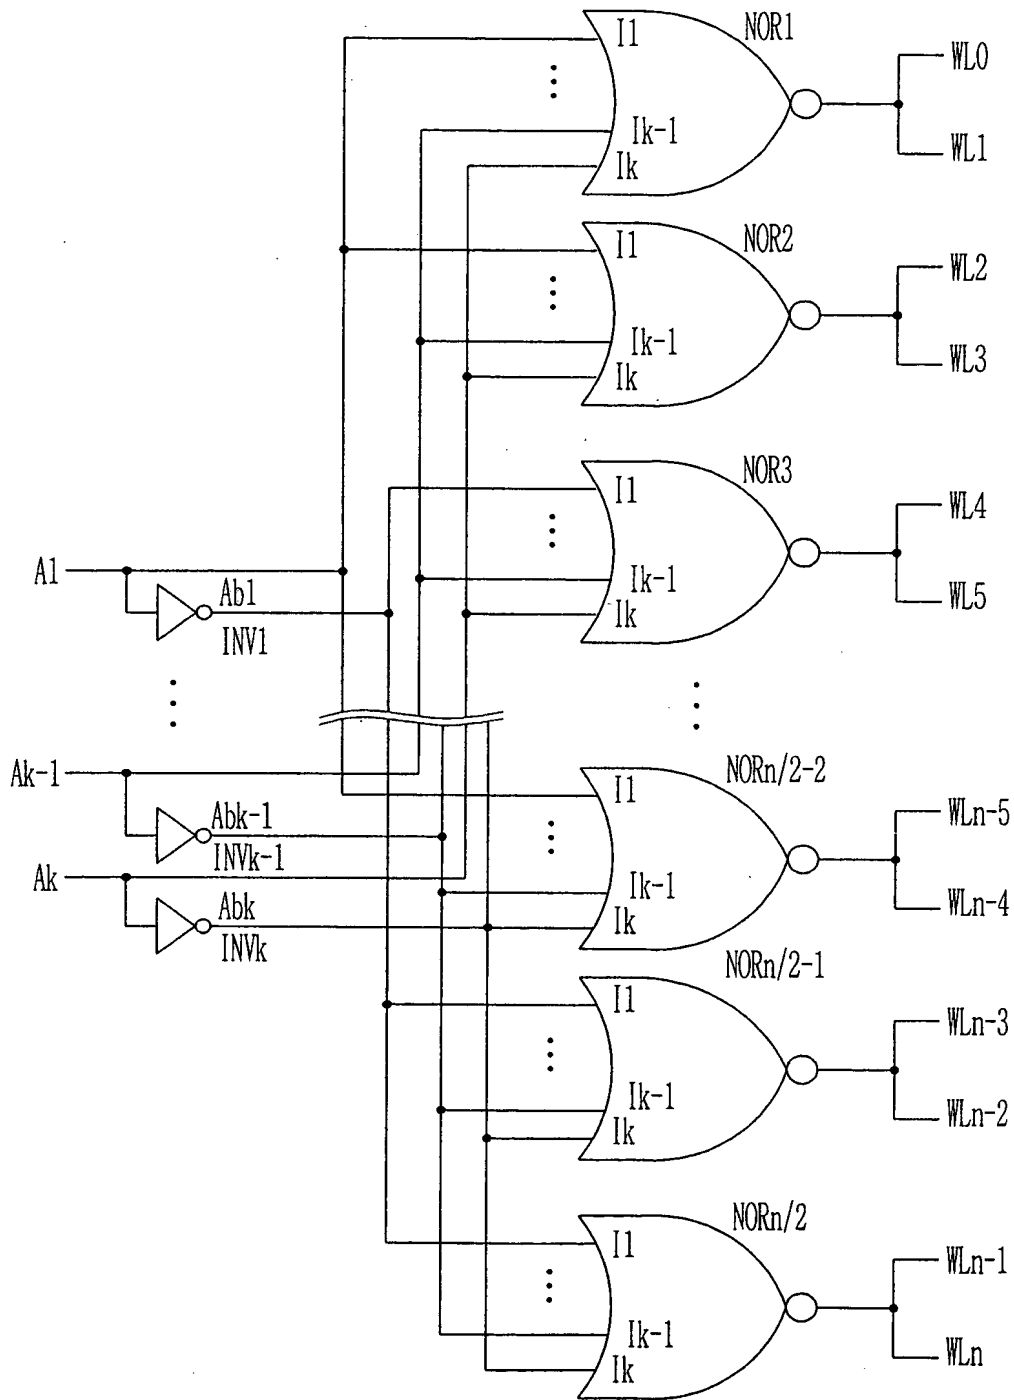 NOR1
I1
Ik-1
Ik
WL0
WL1
NOR2
I1
Ik-1
Ik
WL2
WL3
NOR3
I1
Ik-1
Ik
WL4
WL5
A1
Ab1
INV1
Ak-1
Abk-1
INVk-1
Ak
Abk
INVk
NORn/2-2
I1
Ik-1
Ik
WLn-5
WLn-4
NORn/2-1
I1
Ik-1
Ik
WLn-3
WLn-2
NORn/2
I1
Ik-1
Ik
WLn-1
WLn